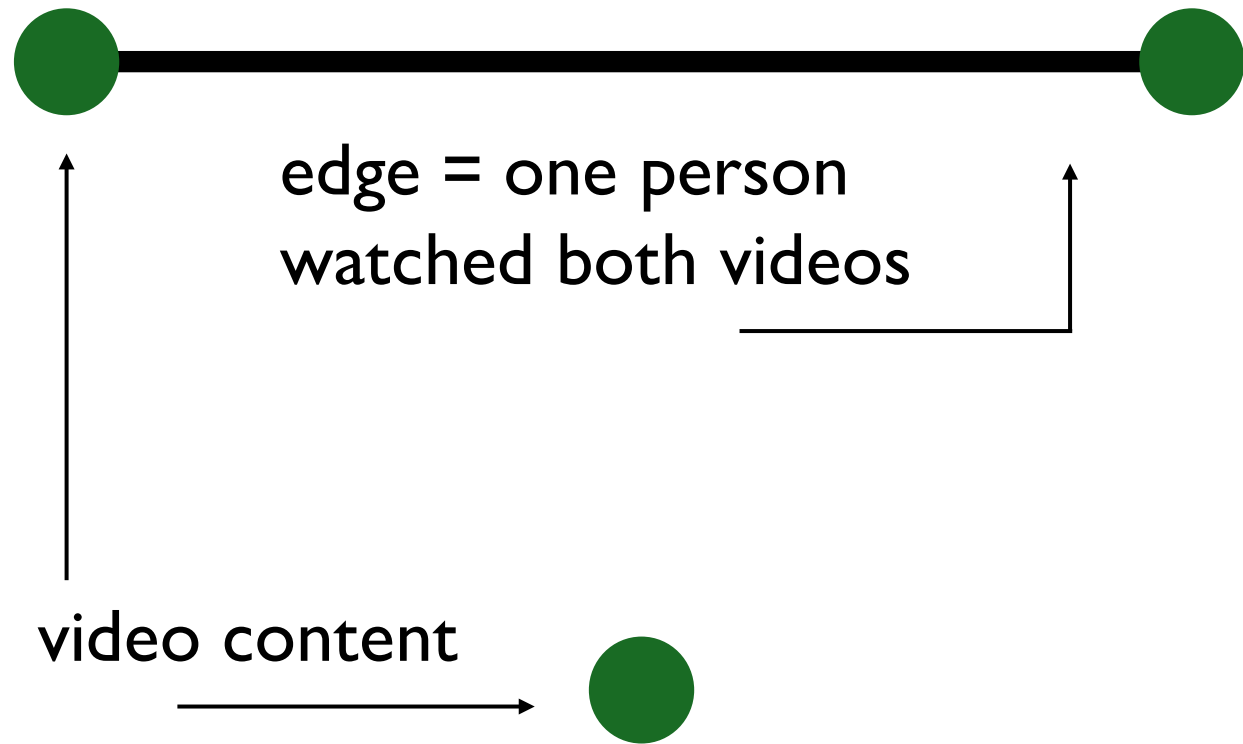 edge = one person
watched both videos
video content